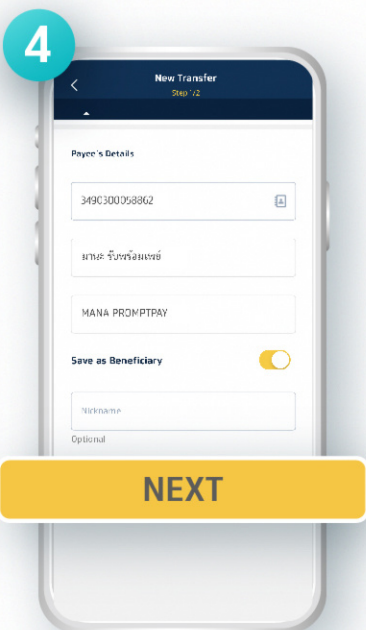 4
New Transfer
Step 1/2
Payee's Details
3490300058862
มานะ รับพร้อมเพย์
MANA PROMPTPAY
Save as Beneficiary
Nickname
Optional
NEXT